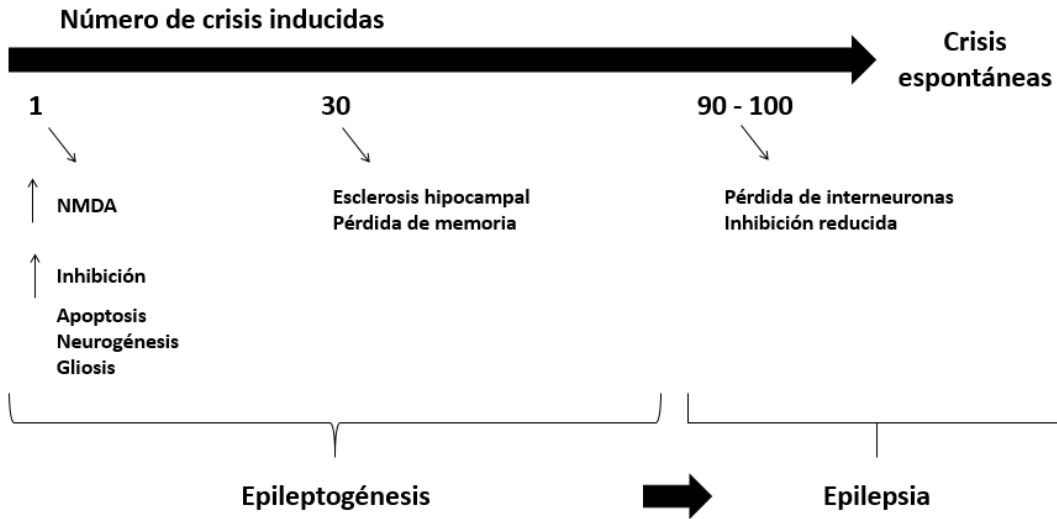 Número de crisis inducidas
Crisis
espontáneas
1
30
90 - 100
NMDA
Inhibición
Apoptosis
Neurogénesis
Gliosis
Esclerosis hipocampal
Pérdida de memoria
Pérdida de interneuronas
Inhibición reducida
Epileptogénesis
Epilepsia